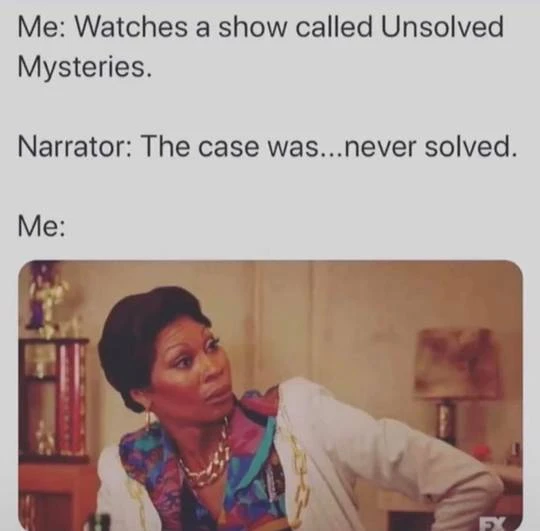 Me: Watches a show called Unsolved
Mysteries.
Narrator: The case was...never solved.
Me:
FX